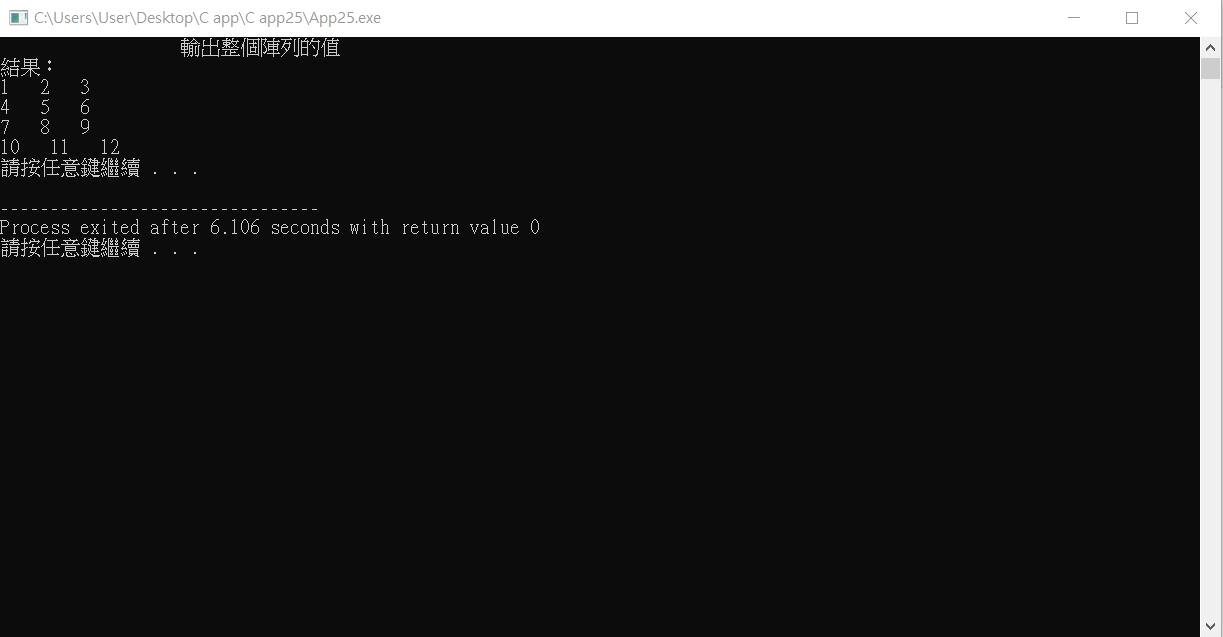 C:\Users\User\Desktop\C app\C app25\App25.exe
輸出整個陣列的值
結果：
1   2   3
4   5   6
7   8   9
10   11   12
請按任意鍵繼續 . . .
--------------------------------
Process exited after 6.106 seconds with return value 0
請按任意鍵繼續 . . .